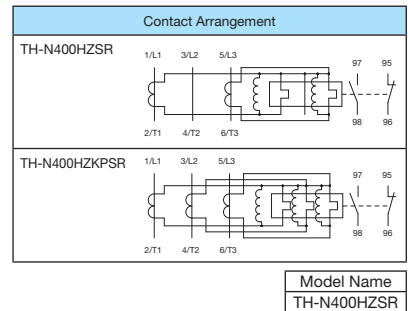 Contact Arrangement
TH-N400HZSR
1/L1 3/L2 5/L3
97 95
98 96
2/T1 4/T2 6/T3
TH-N400HZKPSR
1/L1 3/L2 5/L3
97 95
98 96
2/T1 4/T2 6/T3
Model Name
TH-N400HZSR